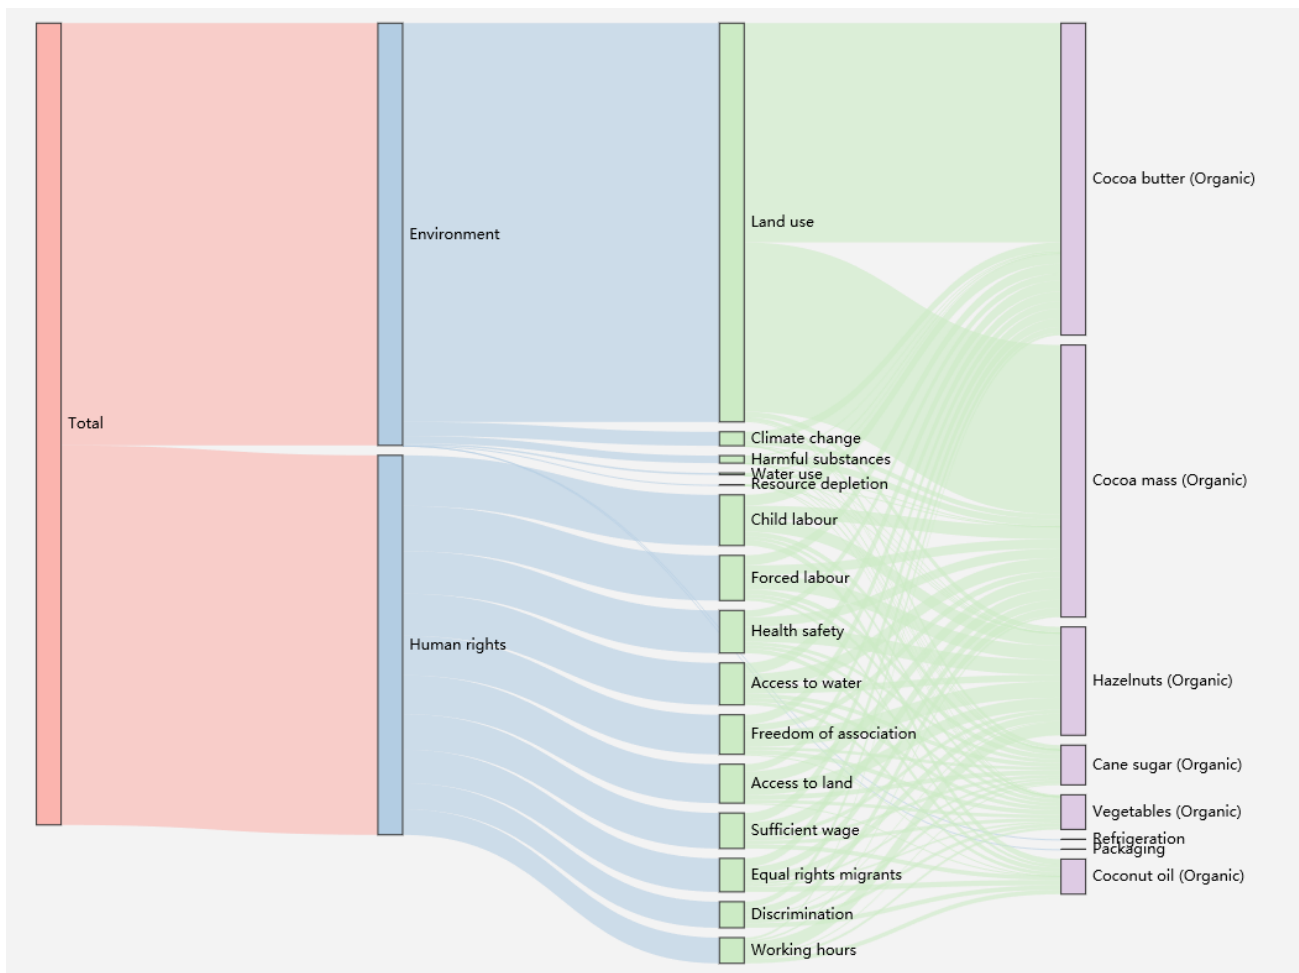 Total
Environment
Human rights
Land use
Climate change
Harmful substances
Water use
Resource depletion
Child labour
Forced labour
Health safety
Access to water
Freedom of association
Access to land
Sufficient wage
Equal rights migrants
Discrimination
Working hours
Cocoa butter (Organic)
Cocoa mass (Organic)
Hazelnuts (Organic)
Cane sugar (Organic)
Vegetables (Organic)
Refrigeration
Packaging
Coconut oil (Organic)